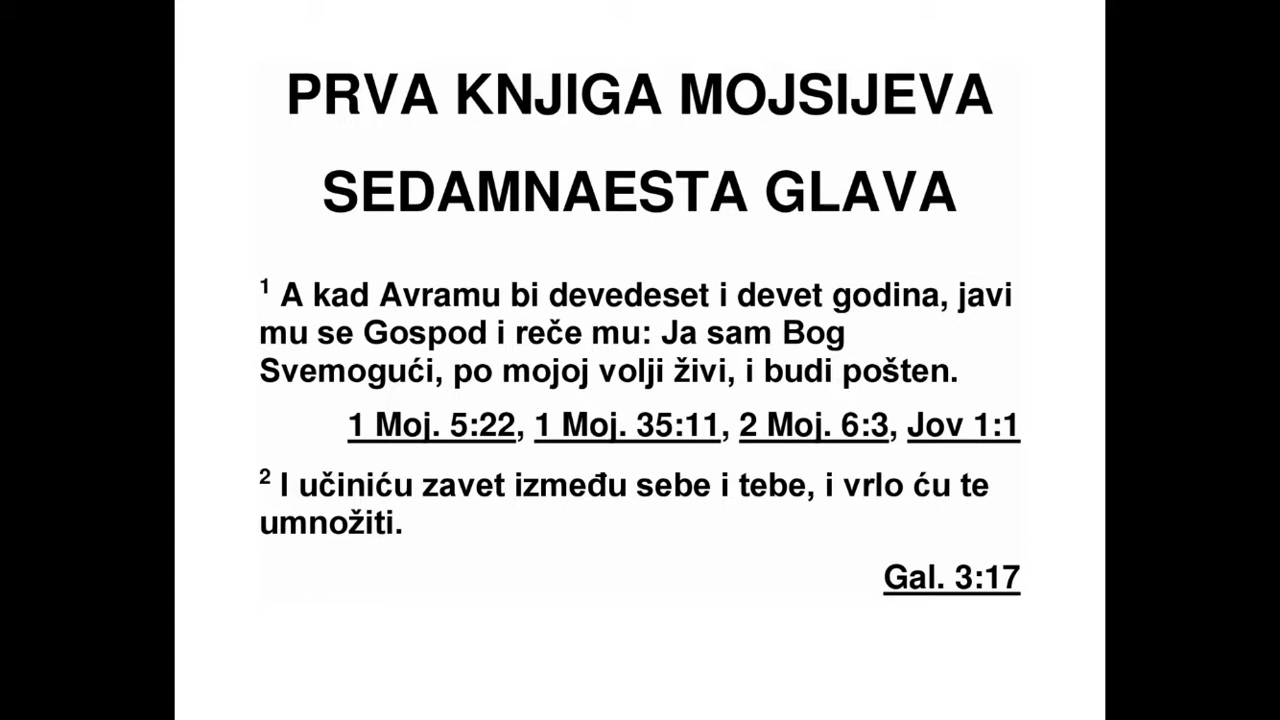 PRVA KNJIGA MOJSIJEVA
SEDAMNAESTA GLAVA
1 A kad Avramu bi devedeset i devet godina, javi
mu se Gospod i reče mu: Ja sam Bog
Svemogući, po mojoj volji živi, i budi pošten.
1 Moj. 5:22, 1 Moj. 35:11, 2 Moj. 6:3, Jov 1:1
2 I učiniću zavet između sebe i tebe, i vrlo ću te
umnožiti.
Gal. 3:17